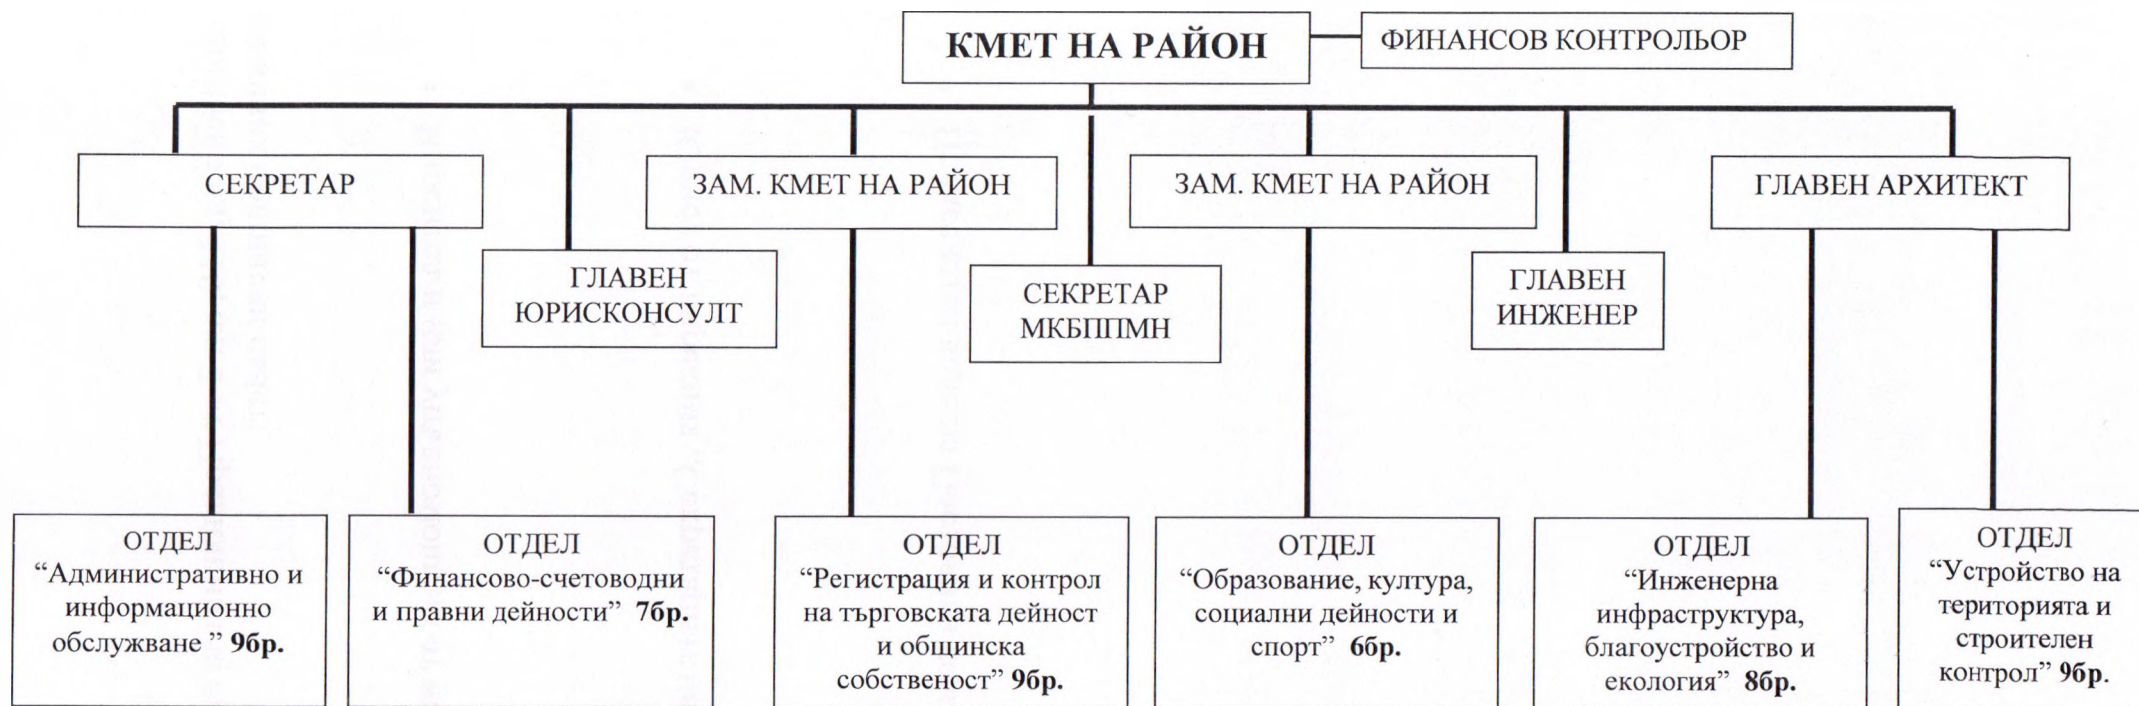 КМЕТ НА РАЙОН
ФИНАНСОВ КОНТРОЛЬОР
СЕКРЕТАР
ЗАМ. КМЕТ НА РАЙОН
ЗАМ. КМЕТ НА РАЙОН
ГЛАВЕН АРХИТЕКТ
ГЛАВЕН
ЮРИСКОНСУЛТ
СЕКРЕТАР
МКБППМН
ГЛАВЕН
ИНЖЕНЕР
ОТДЕЛ
“Административно и
информационно
обслужване ” 9бр.
ОТДЕЛ
“Финансово-счетоводни
и правни дейности” 7бр.
ОТДЕЛ
“Регистрация и контрол
на търговската дейност
и общинска
собственост” 9бр.
ОТДЕЛ
“Образование, култура,
социални дейности и
спорт” 6бр.
ОТДЕЛ
“Инженерна
инфраструктура,
благоустройство и
екология” 8бр.
ОТДЕЛ
“Устройство на
територията и
строителен
контрол” 9бр.